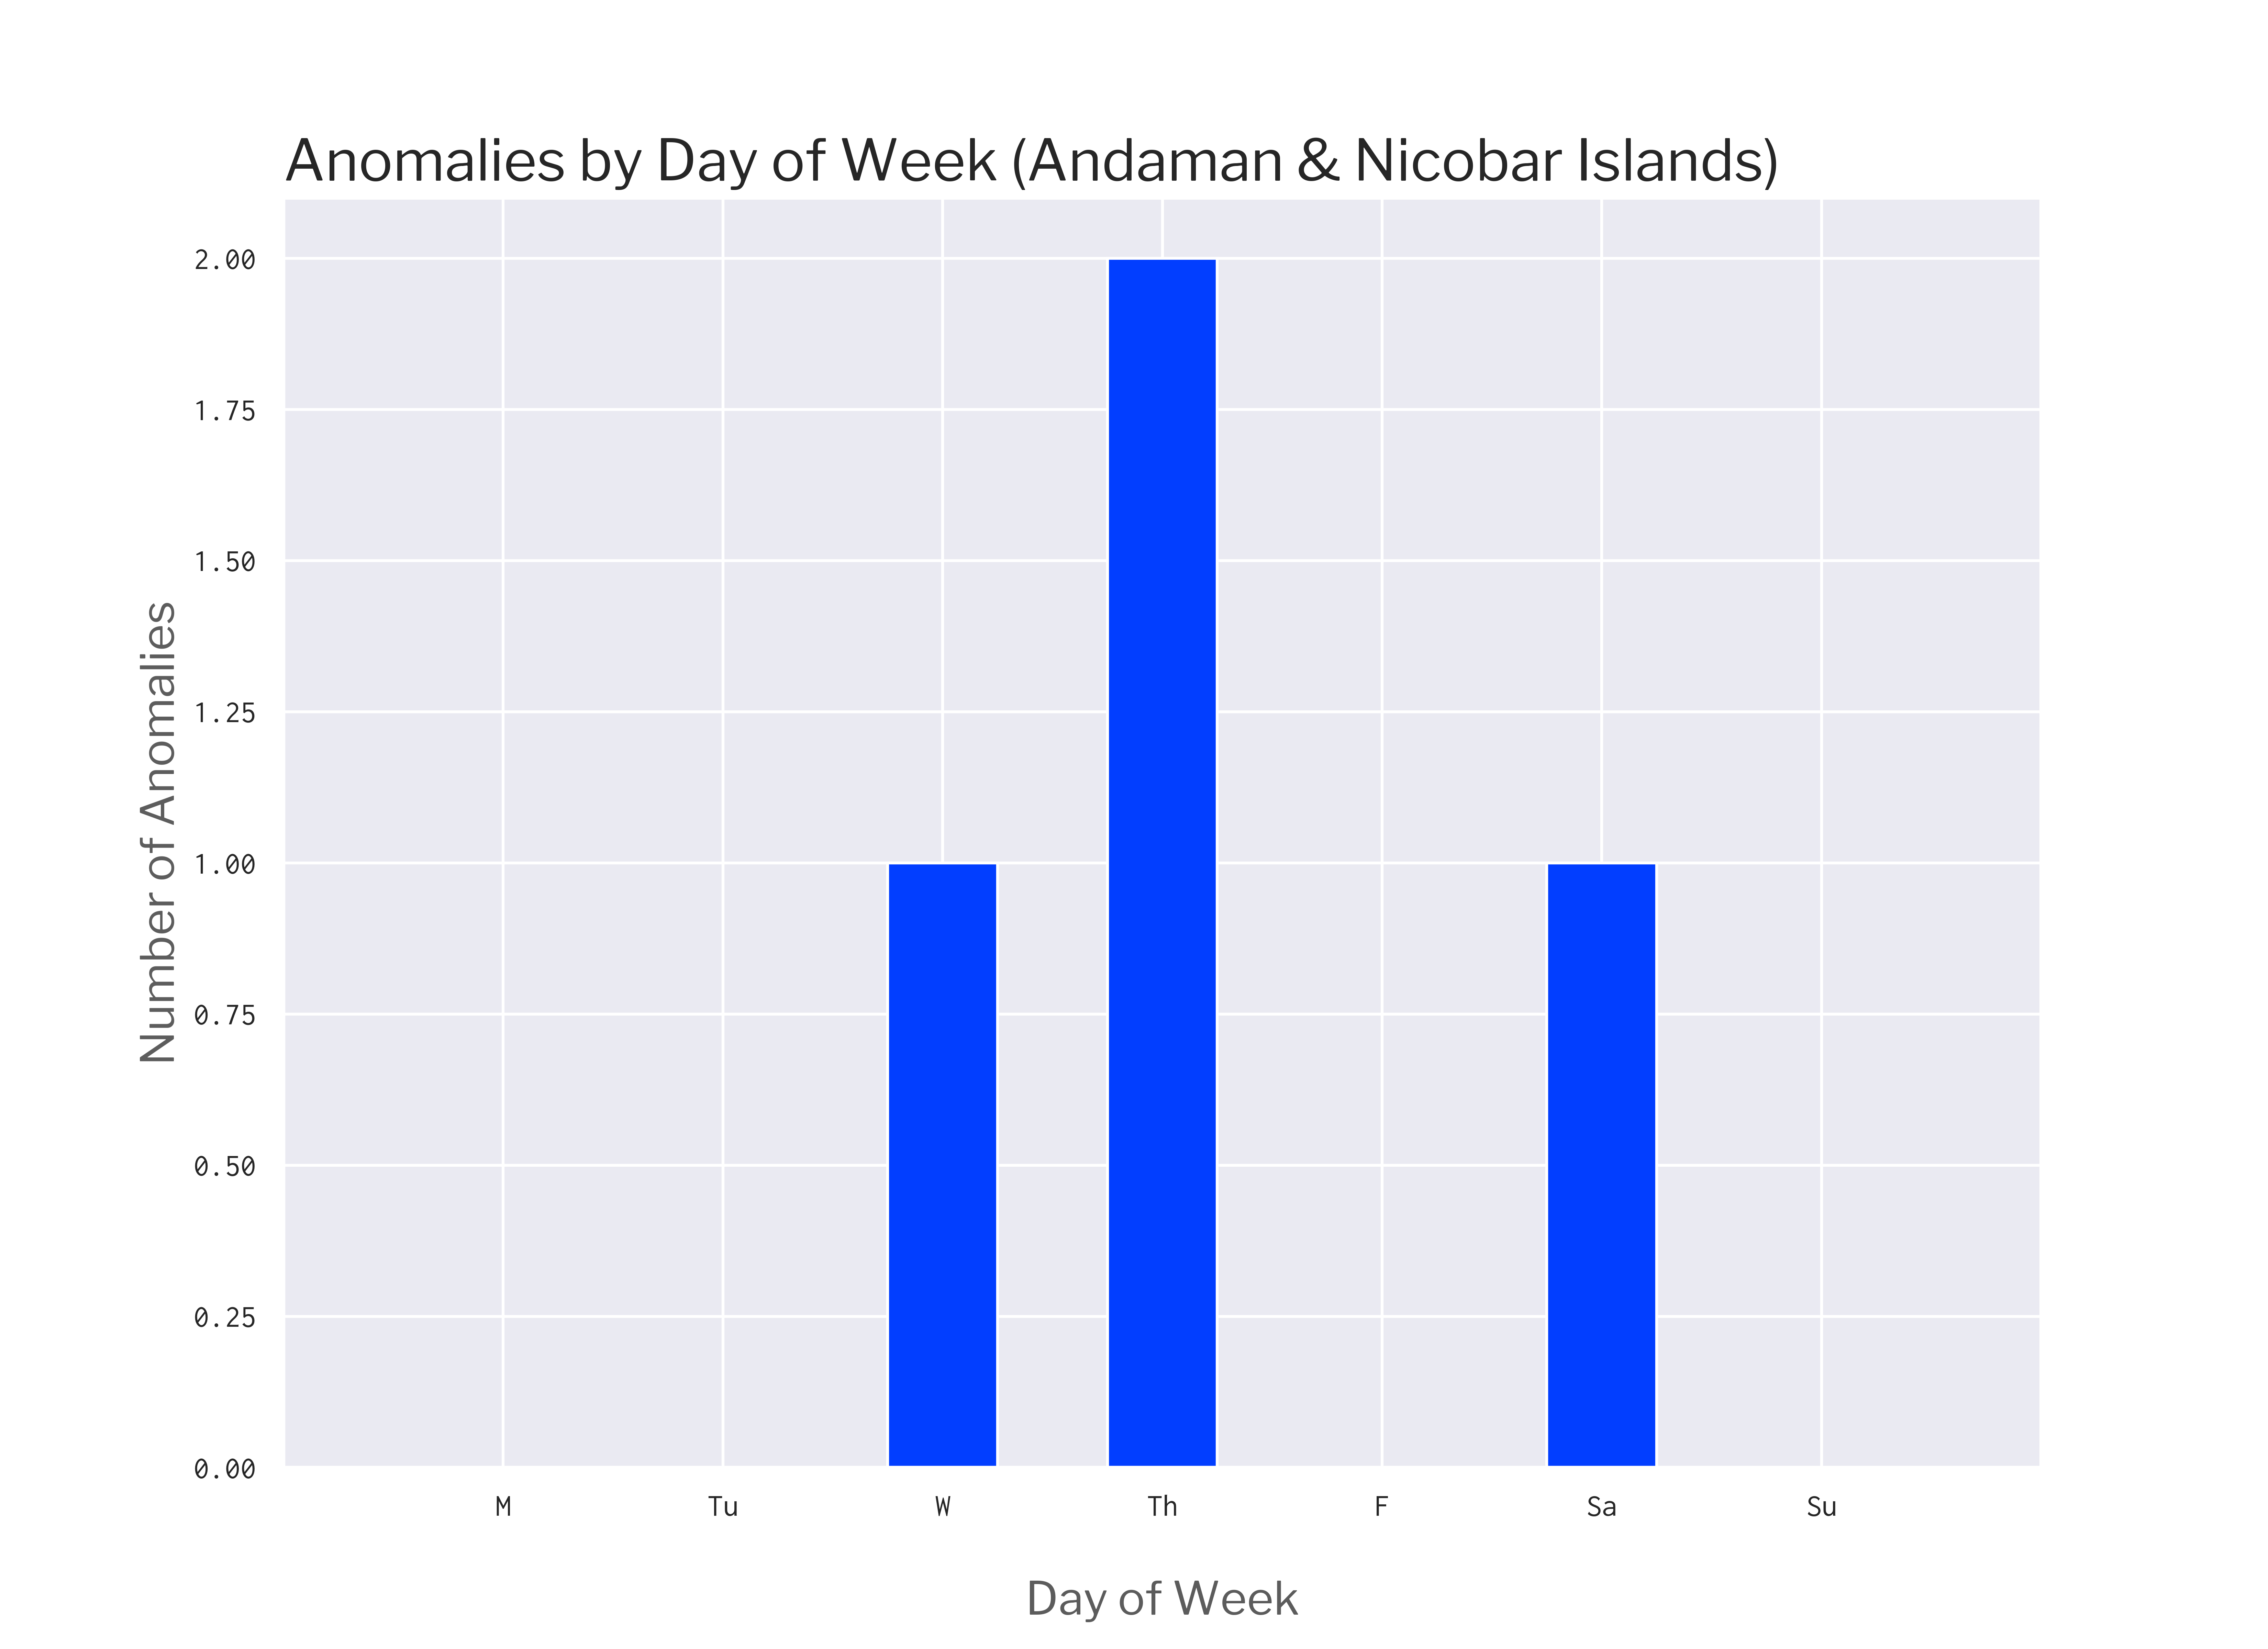 Anomalies by Day of Week (Andaman & Nicobar Islands)
Number of Anomalies
2.00
1.75
1.50
1.25
1.00
0.75
0.50
0.25
0.00
M Tu W Th F Sa Su
Day of Week